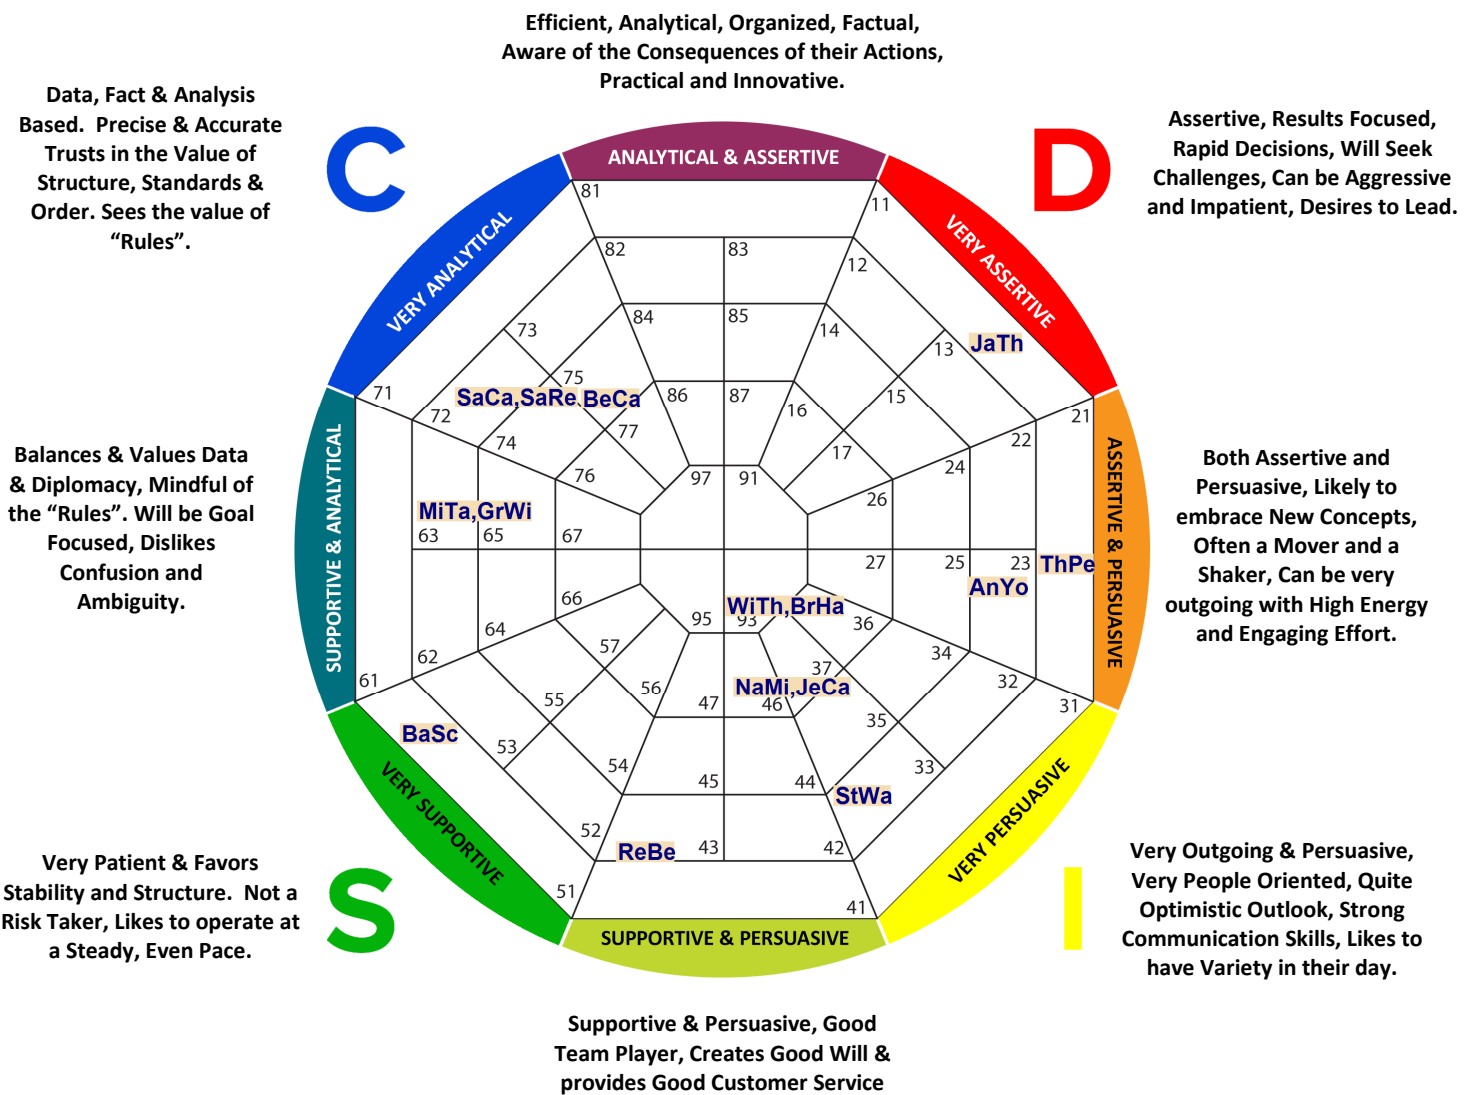 Efficient, Analytical, Organized, Factual,
Aware of the Consequences of their Actions,
Practical and Innovative.
Data, Fact & Analysis
Based. Precise & Accurate
Trusts in the Value of
Structure, Standards &
Order. Sees the value of
“Rules”.
C
D
Assertive, Results Focused,
Rapid Decisions, Will Seek
Challenges, Can be Aggressive
and Impatient, Desires to Lead.
ANALYTICAL & ASSERTIVE
VERY ANALYTICAL
VERY ASSERTIVE
81
11
82
83
12
73
84
85
14
13
JaTh
75
71
SaCa,SaRe
BeCa
86
87
16
15
21
72
74
77
17
22
76
97
91
24
26
MiTa,GrWi
63
65
67
27
25
23
ThPe
AnYo
SUPPORTIVE & ANALYTICAL
ASSERTIVE & PERSUASIVE
Balances & Values Data
& Diplomacy, Mindful of
the “Rules”. Will be Goal
Focused, Dislikes
Confusion and
Ambiguity.
Both Assertive and
Persuasive, Likely to
embrace New Concepts,
Often a Mover and a
Shaker, Can be very
outgoing with High Energy
and Engaging Effort.
66
WiTh,BrHa
64
95
93
36
62
57
34
61
56
37
32
NaMi,JeCa
55
47
46
31
BaSc
53
35
54
45
44
33
StWa
52
ReBe
43
42
51
41
VERY SUPPORTIVE
VERY PERSUASIVE
SUPPORTIVE & PERSUASIVE
Very Patient & Favors
Stability and Structure. Not a
Risk Taker, Likes to operate at
a Steady, Even Pace.
S
I
Very Outgoing & Persuasive,
Very People Oriented, Quite
Optimistic Outlook, Strong
Communication Skills, Likes to
have Variety in their day.
Supportive & Persuasive, Good
Team Player, Creates Good Will &
provides Good Customer Service